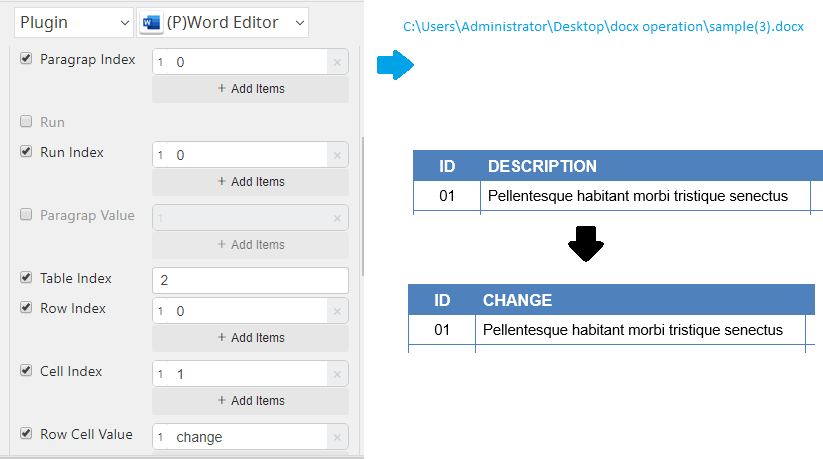 Plugin
(P)Word Editor
Paragrap Index
1 0 ×
+ Add Items
Run
Run Index
1 0 ×
+ Add Items
Paragrap Value
1 ×
+ Add Items
Table Index
2
Row Index
1 0 ×
+ Add Items
Cell Index
1 1 ×
+ Add Items
Row Cell Value
1 change ×
C:\Users\Administrator\Desktop\docx operation\sample(3).docx
ID DESCRIPTION
01 Pellentesque habitant morbi tristique senectus
ID CHANGE
01 Pellentesque habitant morbi tristique senectus